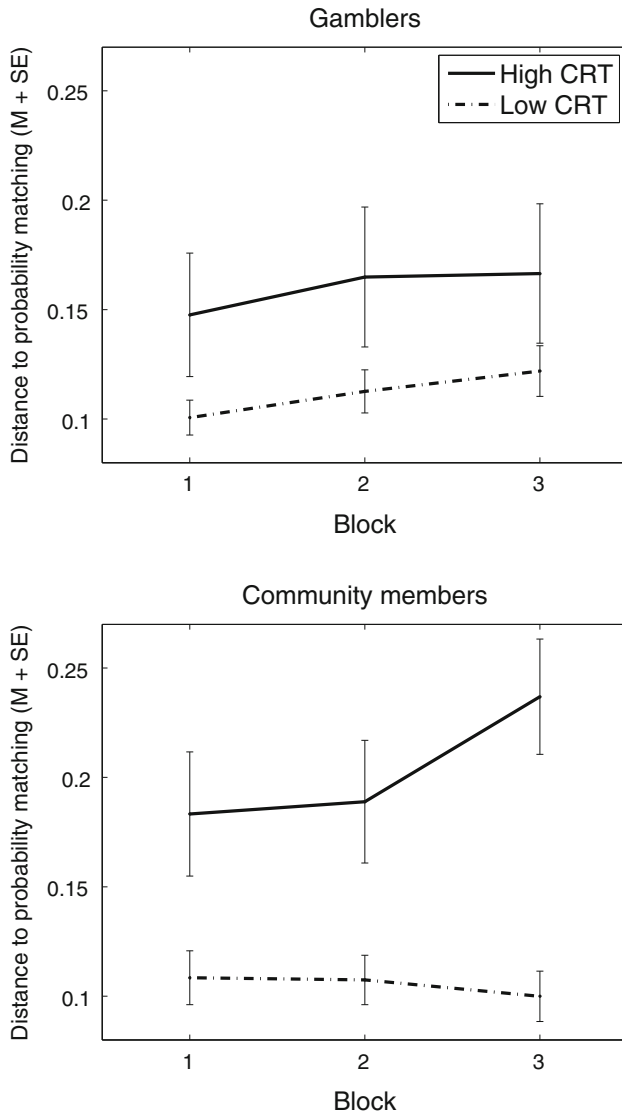 Gamblers
High CRT
Low CRT
Distance to probability matching (M + SE)
0.25
0.2
0.15
0.1
1 2 3
Block
Community members
Distance to probability matching (M + SE)
0.25
0.2
0.15
0.1
1 2 3
Block